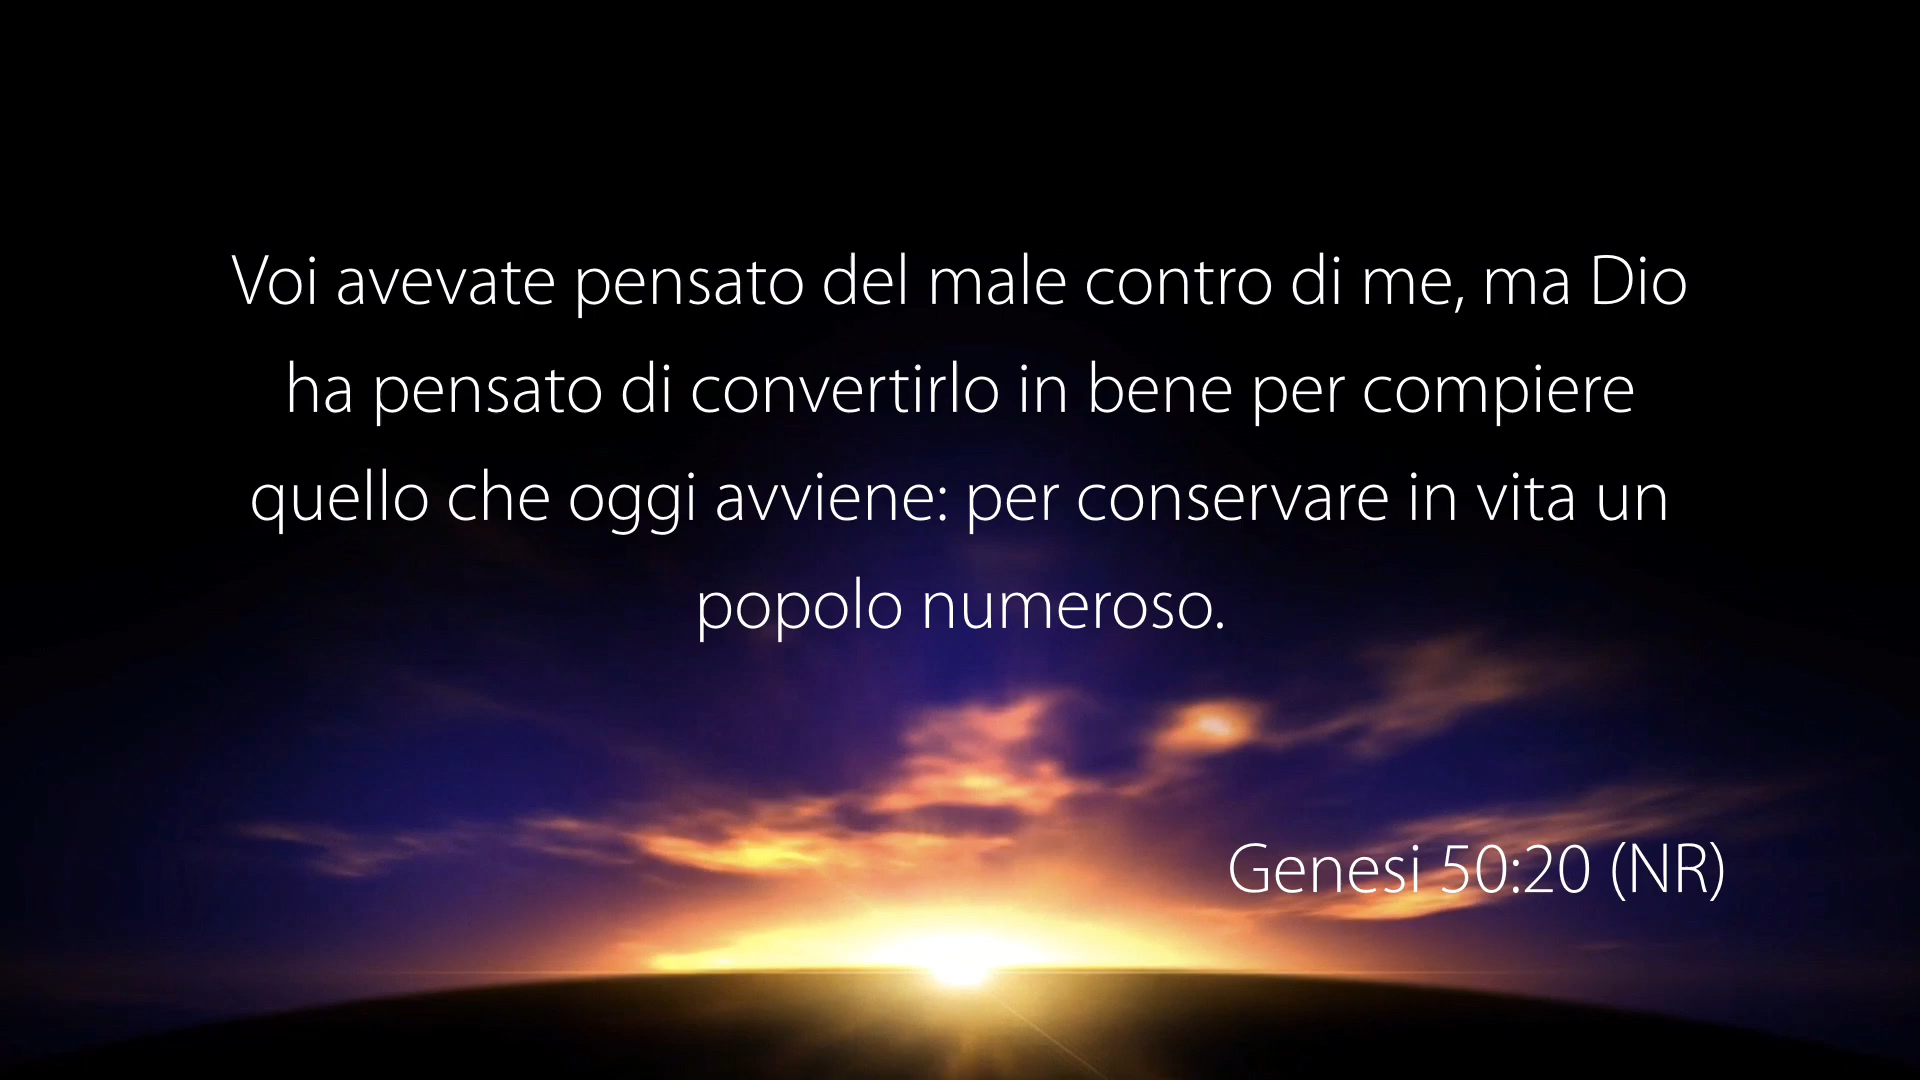 Voi avevate pensato del male contro di me, ma Dio
ha pensato di convertirlo in bene per compiere
quello che oggi avviene: per conservare in vita un
popolo numeroso.
Genesi 50:20 (NR)